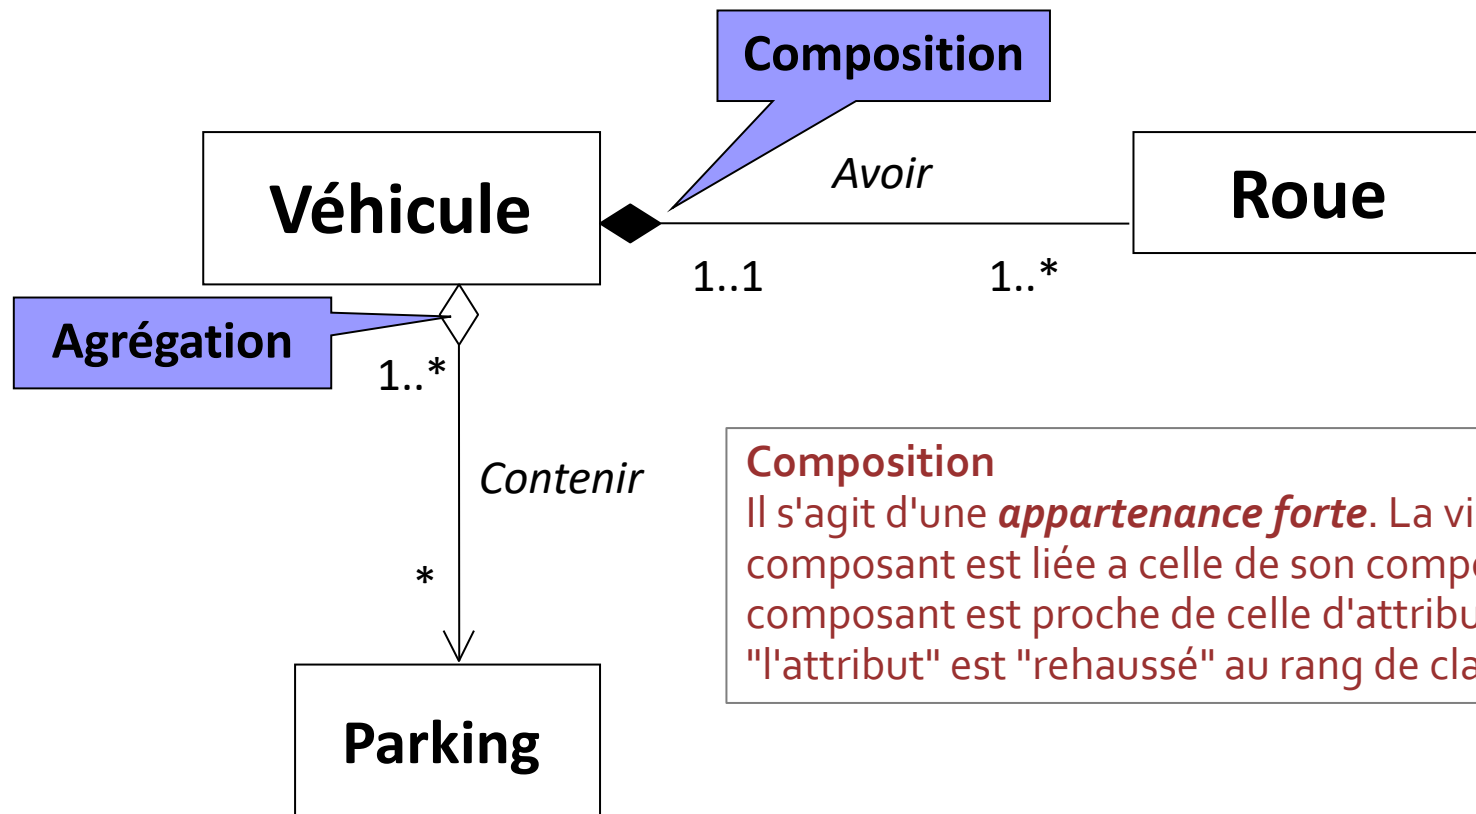 Composition
Avoir
Véhicule
Roue
1..1
1..*
Agrégation
1..*
Contenir
*
Parking
Composition
Il s'agit d'une appartenance forte. La vi
composant est liée a celle de son comp
composant est proche de celle d'attribu
"l'attribut" est "rehaussé" au rang de cla